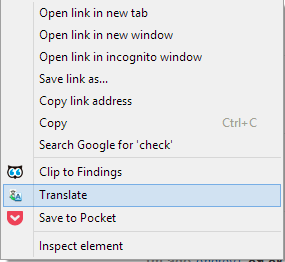 Open link in new tab
Open link in new window
Open link in incognito window
Save link as...
Copy link address
Copy Ctrl+C
Search Google for 'check'
Clip to Findings
Translate
Save to Pocket
Inspect element